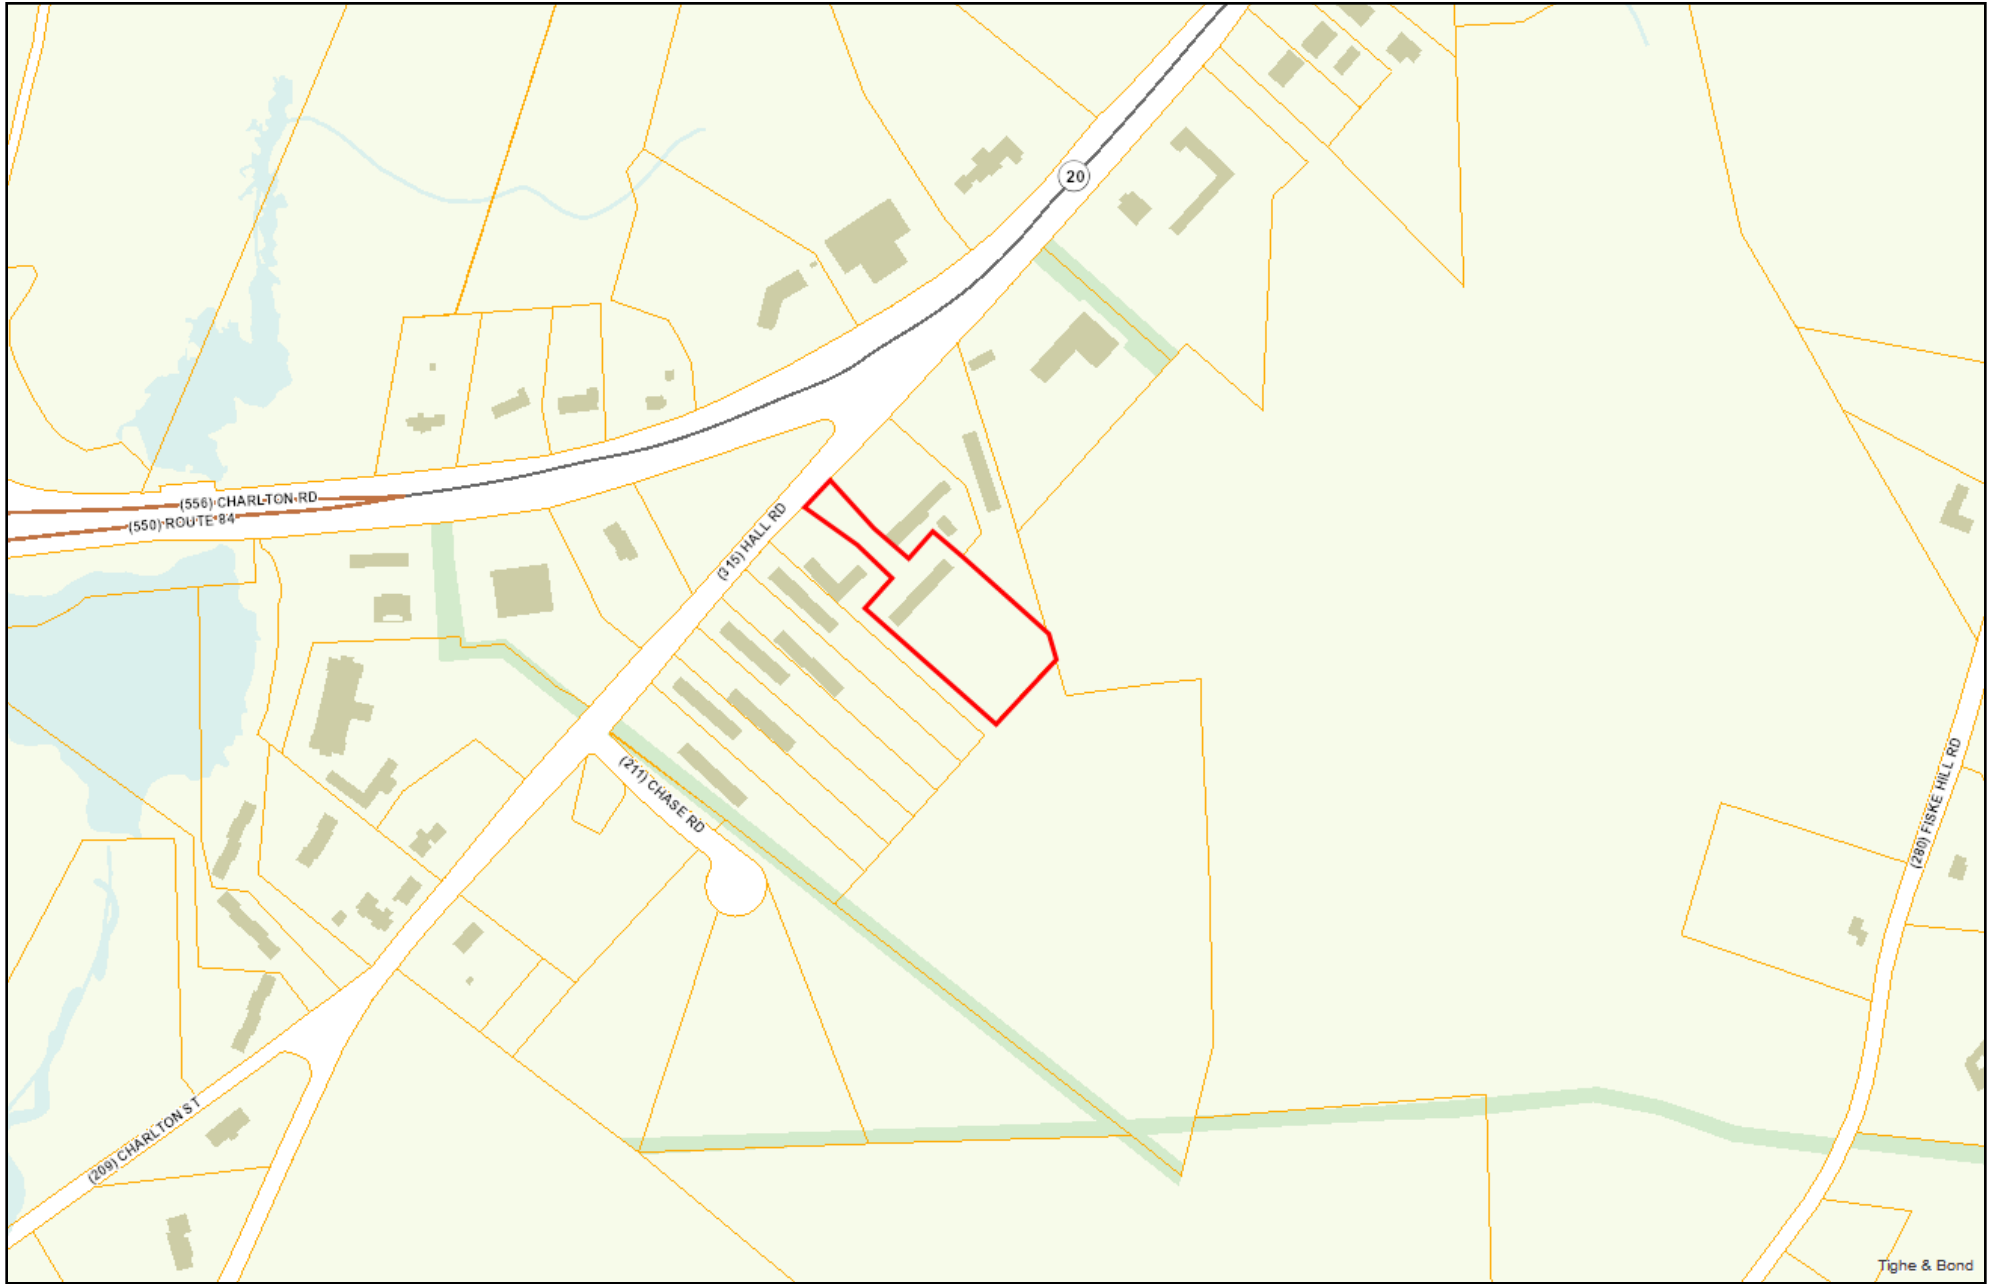 20
(556) CHARLTON RD
(550) ROUTE 84
(315) HALL RD
(211) CHASE RD
(280) FISKE HILL RD
(209) CHARLTON ST
Tighe & Bond